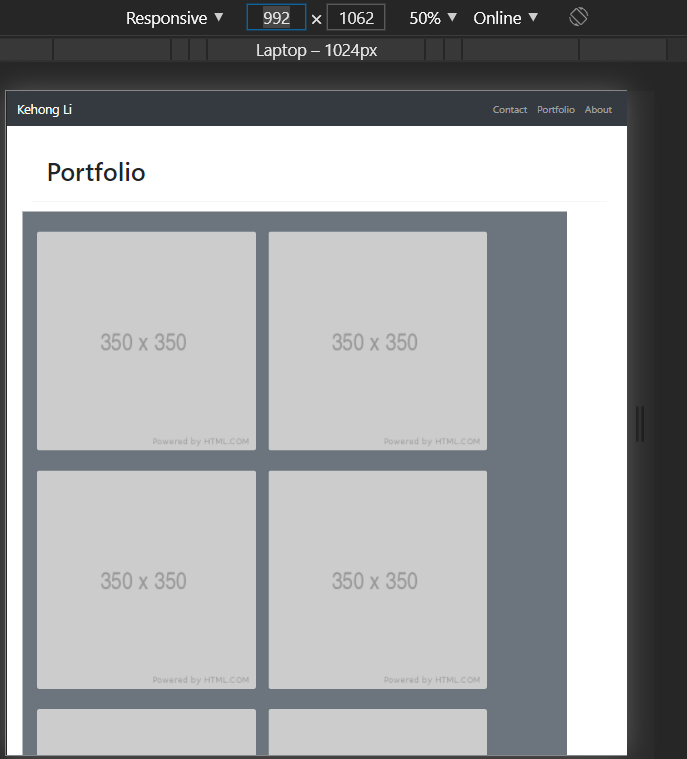 Responsive ▼ 992 × 1062 50% ▼ Online ▼
Laptop – 1024px
Kehong Li Contact Portfolio About
Portfolio
350 x 350 350 x 350
Powered by HTML.COM Powered by HTML.COM
350 x 350 350 x 350
Powered by HTML.COM Powered by HTML.COM